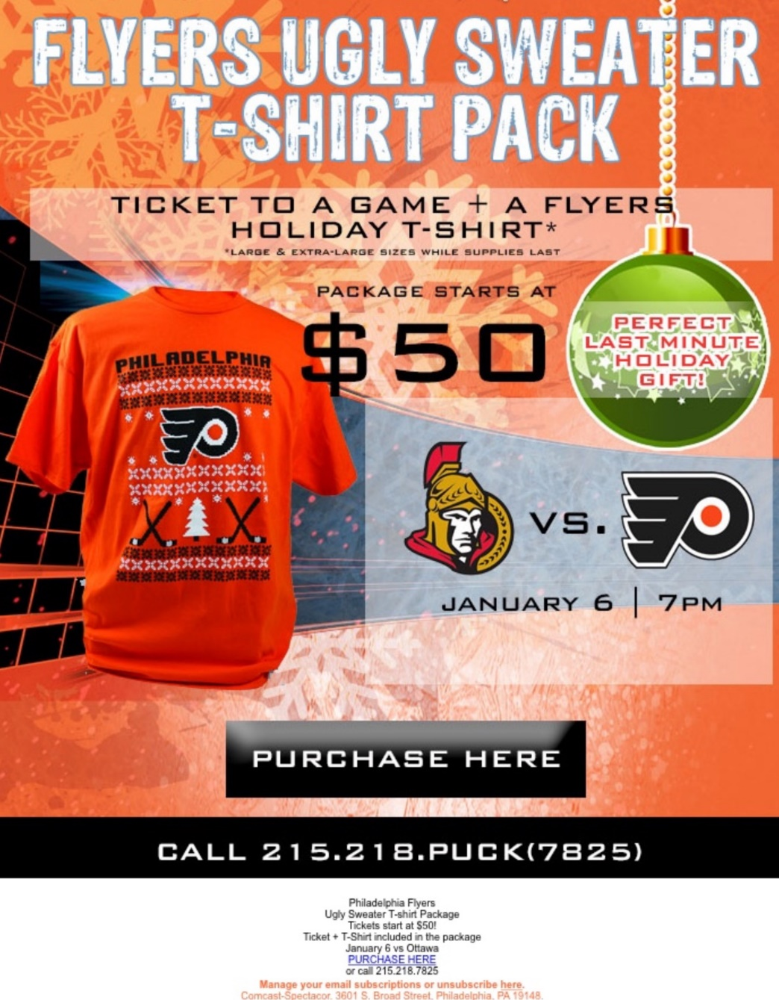 FLYERS UGLY SWEATER
T-SHIRT PACK
TICKET TO A GAME + A FLYERS
HOLIDAY T-SHIRT*
*LARGE & EXTRA-LARGE SIZES WHILE SUPPLIES LAST
PACKAGE STARTS AT
$50
PERFECT
LAST MINUTE
HOLIDAY
GIFT!
PHILADELPHIA
VS.
JANUARY 6 | 7PM
PURCHASE HERE
CALL 215.218.PUCK(7825)
Philadelphia Flyers
Ugly Sweater T-shirt Package
Tickets start at $50!
Ticket + T-Shirt included in the package
January 6 vs Ottawa
PURCHASE HERE
or call 215.218.7825
Manage your email subscriptions or unsubscribe here.
Comcast-Spectacor, 3601 S. Broad Street, Philadelphia, PA 19148.